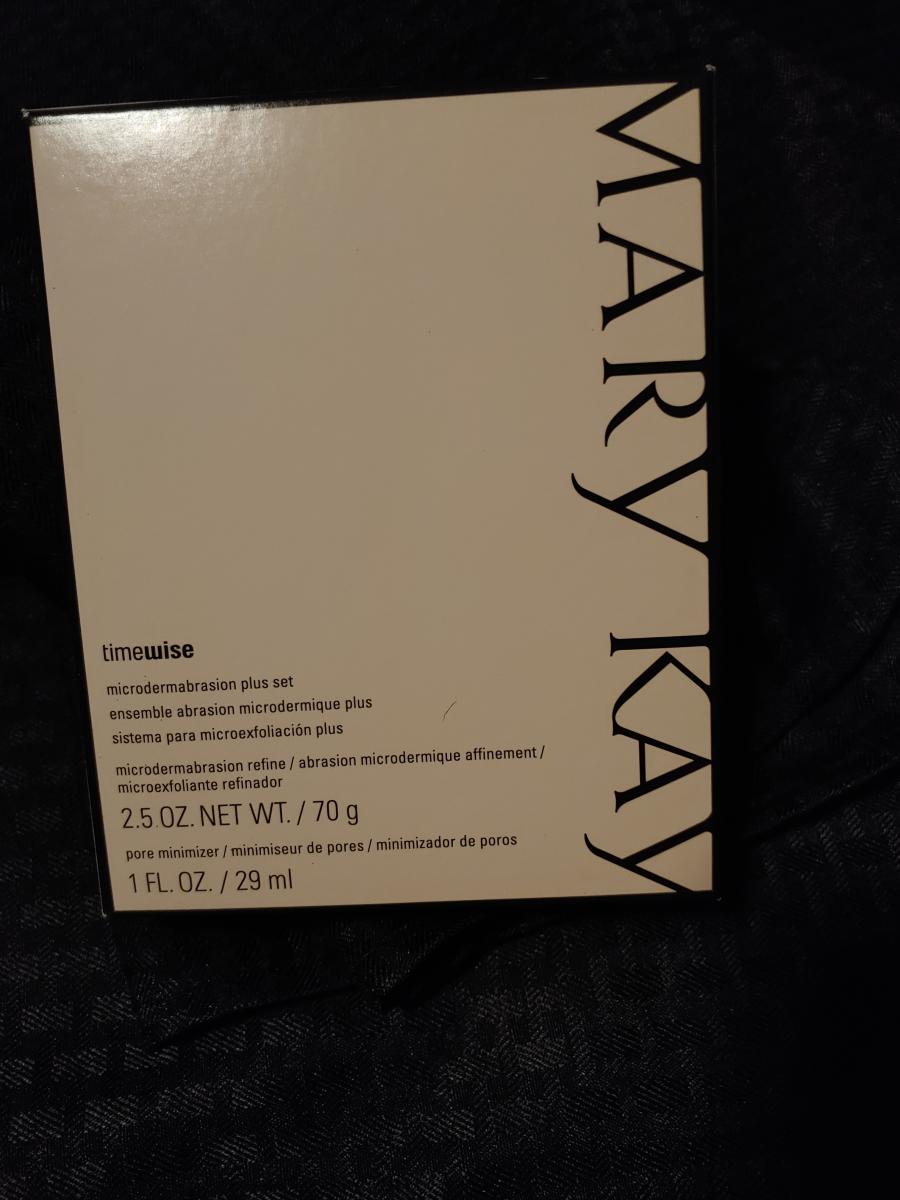 MARY KAY
timewise
microdermabrasion plus set
ensemble abrasion microdermique plus
sistema para microexfoliación plus
microdermabrasion refine / abrasion microdermique affinement /
microexfoliante refinador
2.5 OZ. NET WT. / 70 g
pore minimizer / minimiseur de pores / minimizador de poros
1 FL. OZ. / 29 ml